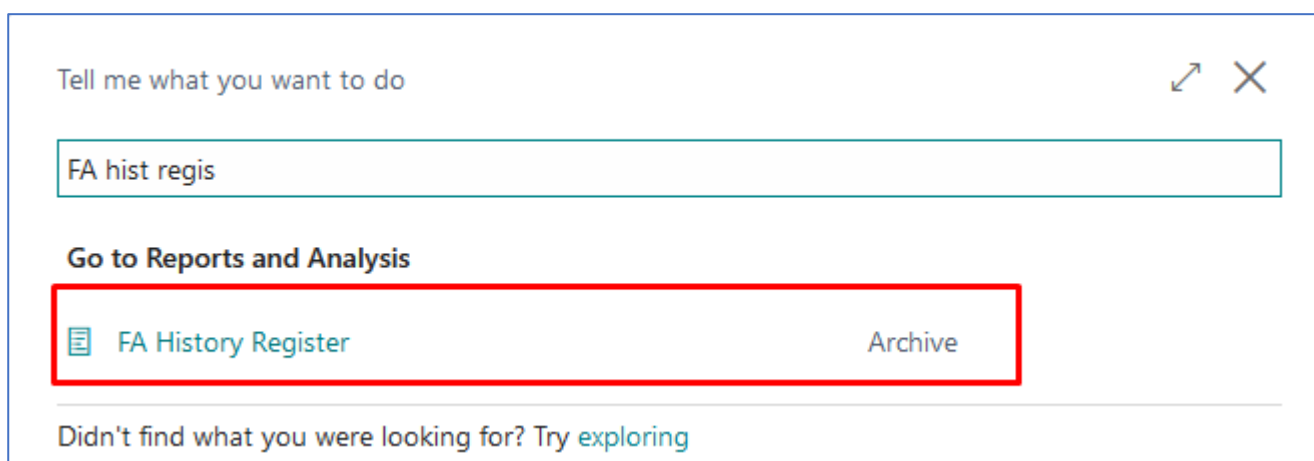 Tell me what you want to do
FA hist regis
Go to Reports and Analysis
FA History Register Archive
Didn't find what you were looking for? Try exploring